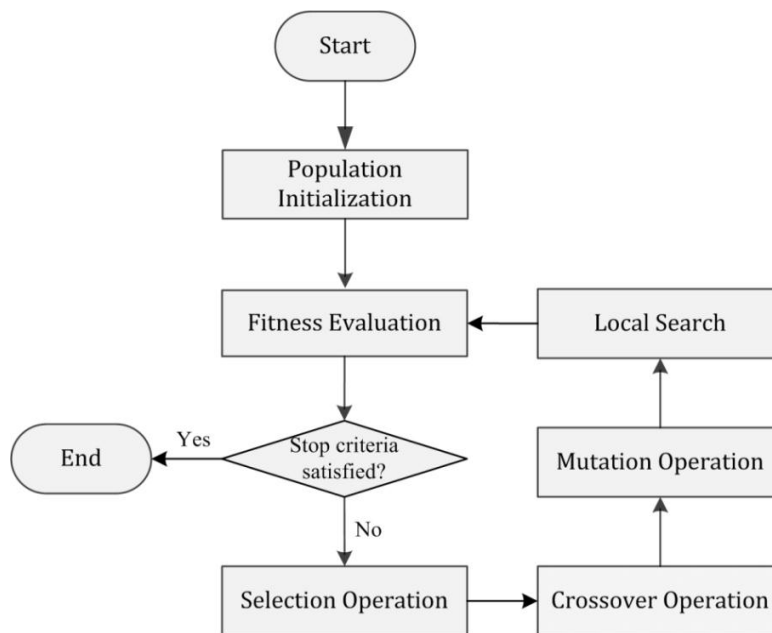 Start
Population
Initialization
Fitness Evaluation
Local Search
Stop criteria
satisfied?
Yes
End
Mutation Operation
No
Selection Operation
Crossover Operation